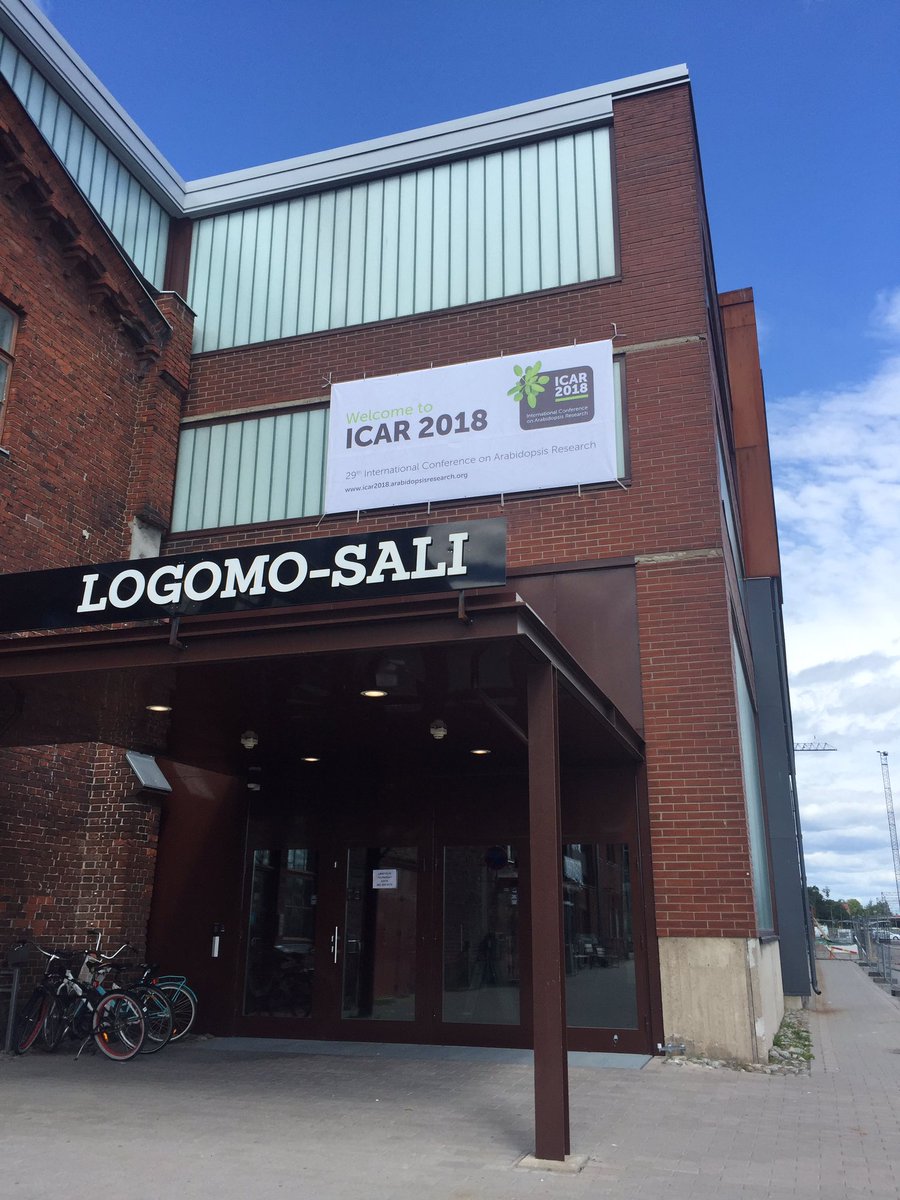 Welcome to
ICAR 2018
29th International Conference on Arabidopsis Research
www.icar2018.arabidopsisresearch.org
ICAR
2018
International Conference
on Arabidopsis Research
LOGOMO-SALI